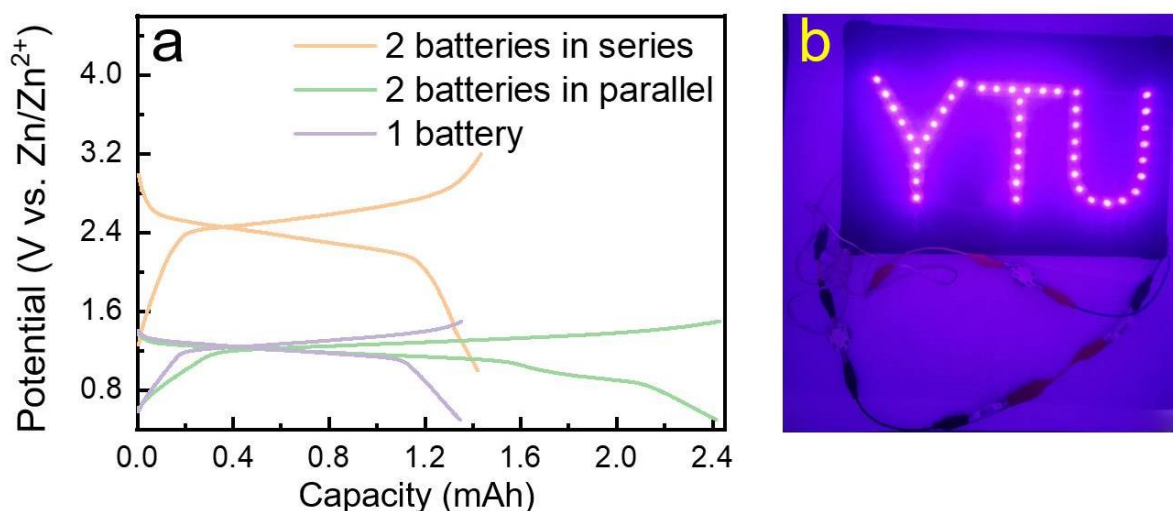 a
2 batteries in series
2 batteries in parallel
1 battery
Potential (V vs. Zn/Zn²⁺)
4.0
3.2
2.4
1.6
0.8
0.0 0.4 0.8 1.2 1.6 2.0 2.4
Capacity (mAh)
b
YTU